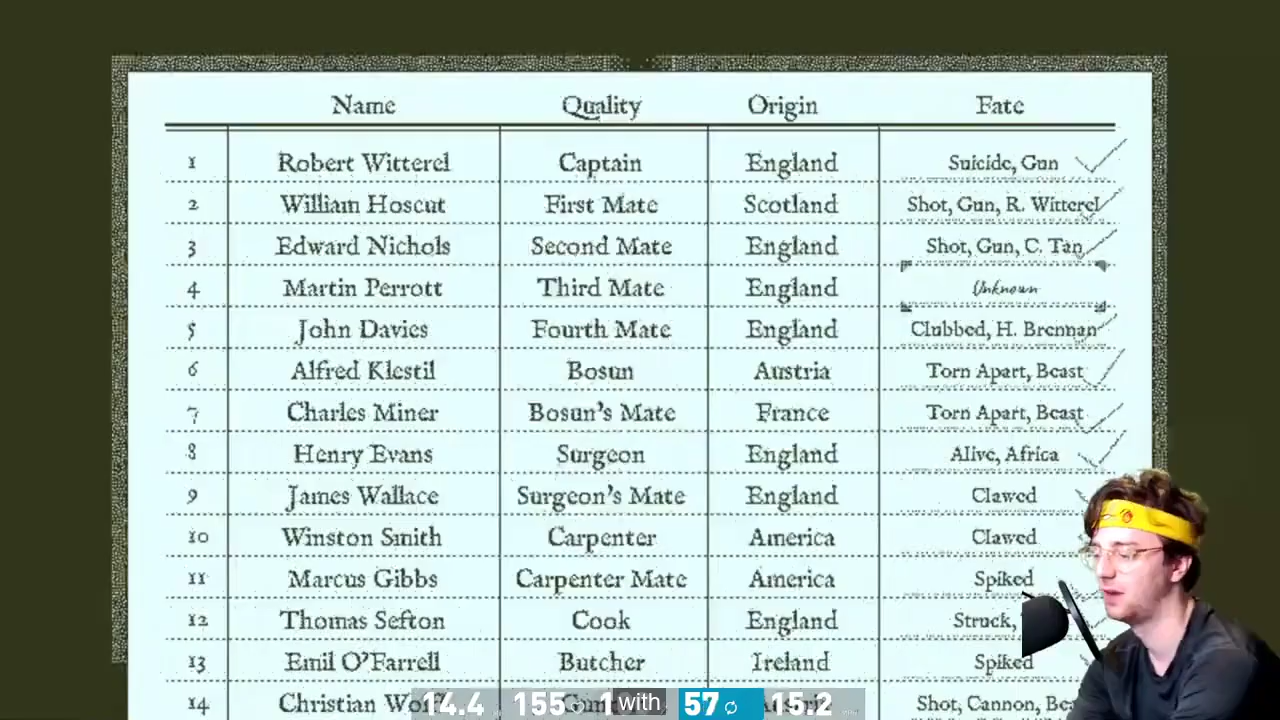 Name Quality Origin Fate
1 Robert Witterel Captain England Suicide, Gun
2 William Hoscut First Mate Scotland Shot, Gun, R. Witterel
3 Edward Nichols Second Mate England Shot, Gun, C. Tan
4 Martin Perrott Third Mate England Unknown
5 John Davies Fourth Mate England Clubbed, H. Brennan
6 Alfred Klestil Bosun Austria Torn Apart, Beast
7 Charles Miner Bosun's Mate France Torn Apart, Beast
8 Henry Evans Surgeon England Alive, Africa
9 James Wallace Surgeon's Mate England Clawed
10 Winston Smith Carpenter America Clawed
11 Marcus Gibbs Carpenter Mate America Spiked
12 Thomas Sefton Cook England Struck,
13 Emil O'Farrell Butcher Ireland Spiked
14 Christian Shot, Cannon,
14.4 155 with 57 15.2